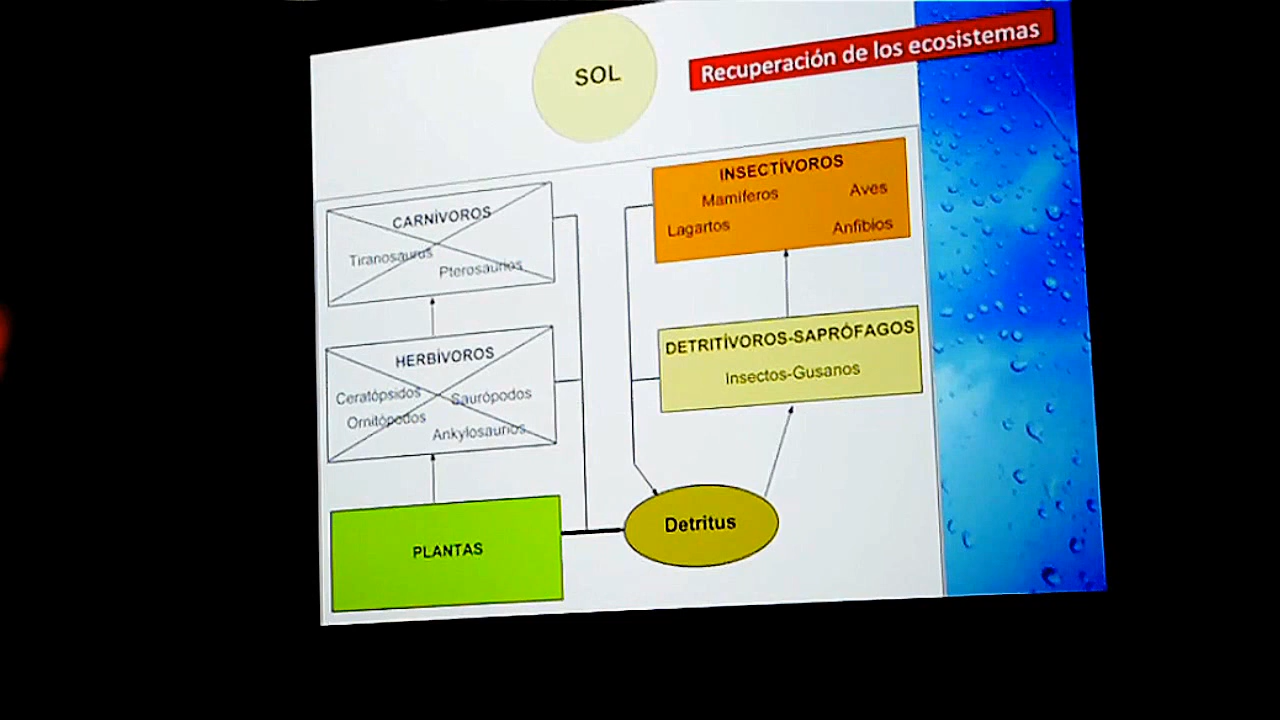 SOL
Recuperación de los ecosistemas
CARNÍVOROS
Tiranosaurus
Pterosaurios
HERBÍVOROS
Ceratópsidos
Saurópodos
Ornitópodos
Ankylosaurios
PLANTAS
INSECTÍVOROS
Mamiferos
Aves
Lagartos
Anfibios
DETRITÍVOROS-SAPRÓFAGOS
Insectos-Gusanos
Detritus